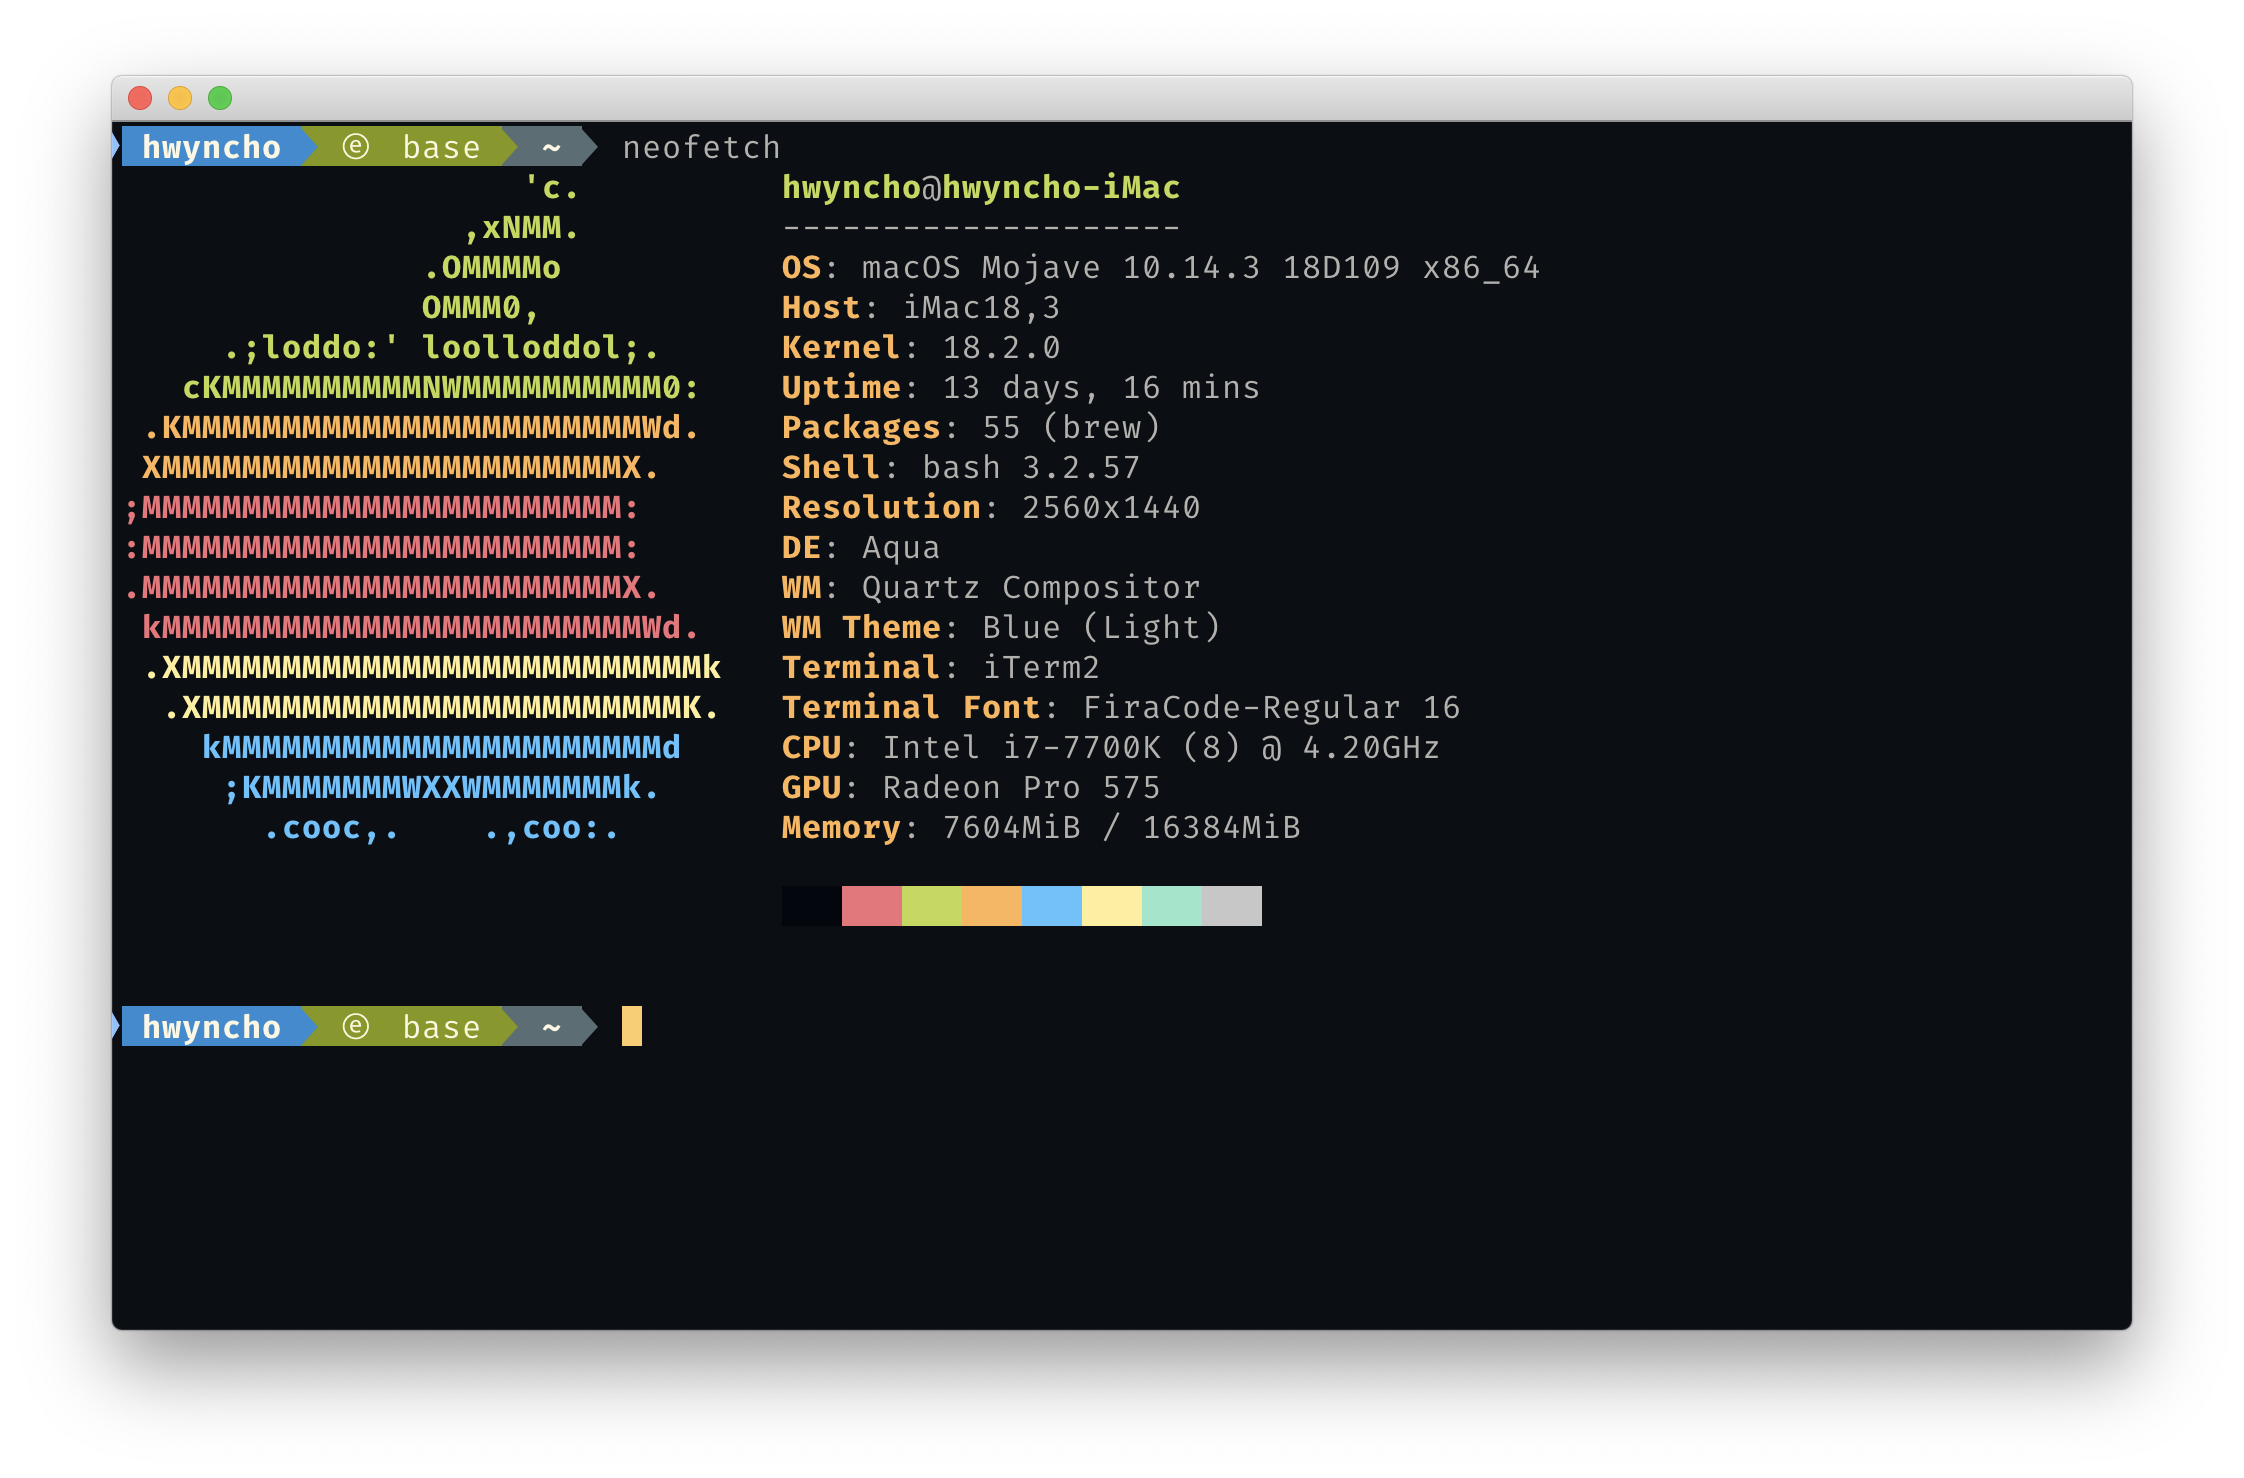 hwyncho ⓔ base ~ neofetch
'c. hwyncho@hwyncho-iMac
,xNMM. --------------------
.OMMMMo OS: macOS Mojave 10.14.3 18D109 x86_64
OMMM0, Host: iMac18,3
.;loddo:' loolloddol;. Kernel: 18.2.0
cKMMMMMMMMMMNWMMMMMMMMMM0: Uptime: 13 days, 16 mins
.KMMMMMMMMMMMMMMMMMMMMMMMWd. Packages: 55 (brew)
XMMMMMMMMMMMMMMMMMMMMMMMX. Shell: bash 3.2.57
;MMMMMMMMMMMMMMMMMMMMMMMM: Resolution: 2560x1440
:MMMMMMMMMMMMMMMMMMMMMMMM: DE: Aqua
.MMMMMMMMMMMMMMMMMMMMMMMMX. WM: Quartz Compositor
kMMMMMMMMMMMMMMMMMMMMMMMMWd. WM Theme: Blue (Light)
.XMMMMMMMMMMMMMMMMMMMMMMMMMMk Terminal: iTerm2
.XMMMMMMMMMMMMMMMMMMMMMMMMK. Terminal Font: FiraCode-Regular 16
kMMMMMMMMMMMMMMMMMMMMMMd CPU: Intel i7-7700K (8) @ 4.20GHz
;KMMMMMMMWXXWMMMMMMMk. GPU: Radeon Pro 575
.cooc,. .,coo:. Memory: 7604MiB / 16384MiB
hwyncho ⓔ base ~